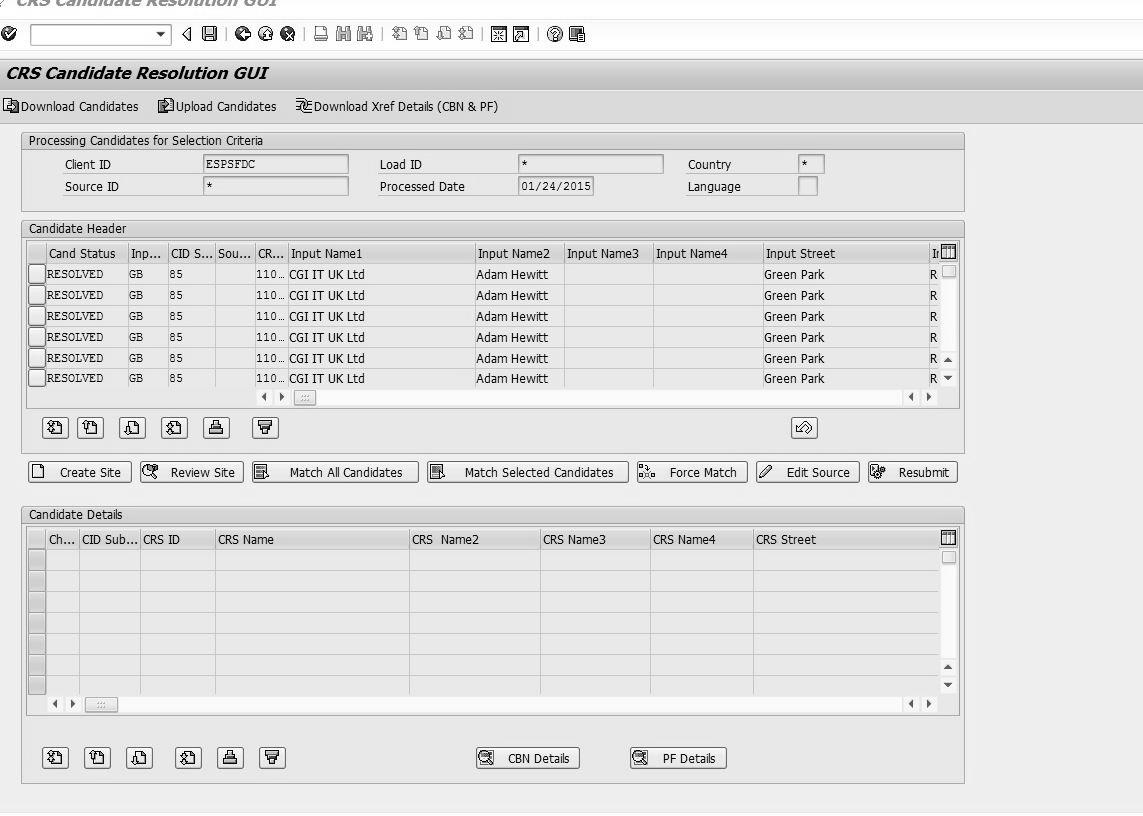 CRS Candidate Resolution GUI
CRS Candidate Resolution GUI
Download Candidates Upload Candidates Download Xref Details (CBN & PF)
Processing Candidates for Selection Criteria
Client ID ESPSFDC Load ID * Country *
Source ID * Processed Date 01/24/2015 Language
Candidate Header
Cand Status Inp... CID S... Sou... CR... Input Name1 Input Name2 Input Name3 Input Name4 Input Street
RESOLVED GB 85 110... CGI IT UK Ltd Adam Hewitt Green Park R
RESOLVED GB 85 110... CGI IT UK Ltd Adam Hewitt Green Park R
RESOLVED GB 85 110... CGI IT UK Ltd Adam Hewitt Green Park R
RESOLVED GB 85 110... CGI IT UK Ltd Adam Hewitt Green Park R
RESOLVED GB 85 110... CGI IT UK Ltd Adam Hewitt Green Park R
RESOLVED GB 85 110... CGI IT UK Ltd Adam Hewitt Green Park R
Create Site Review Site Match All Candidates Match Selected Candidates Force Match Edit Source Resubmit
Candidate Details
Ch... CID Sub... CRS ID CRS Name CRS Name2 CRS Name3 CRS Name4 CRS Street
CBN Details PF Details